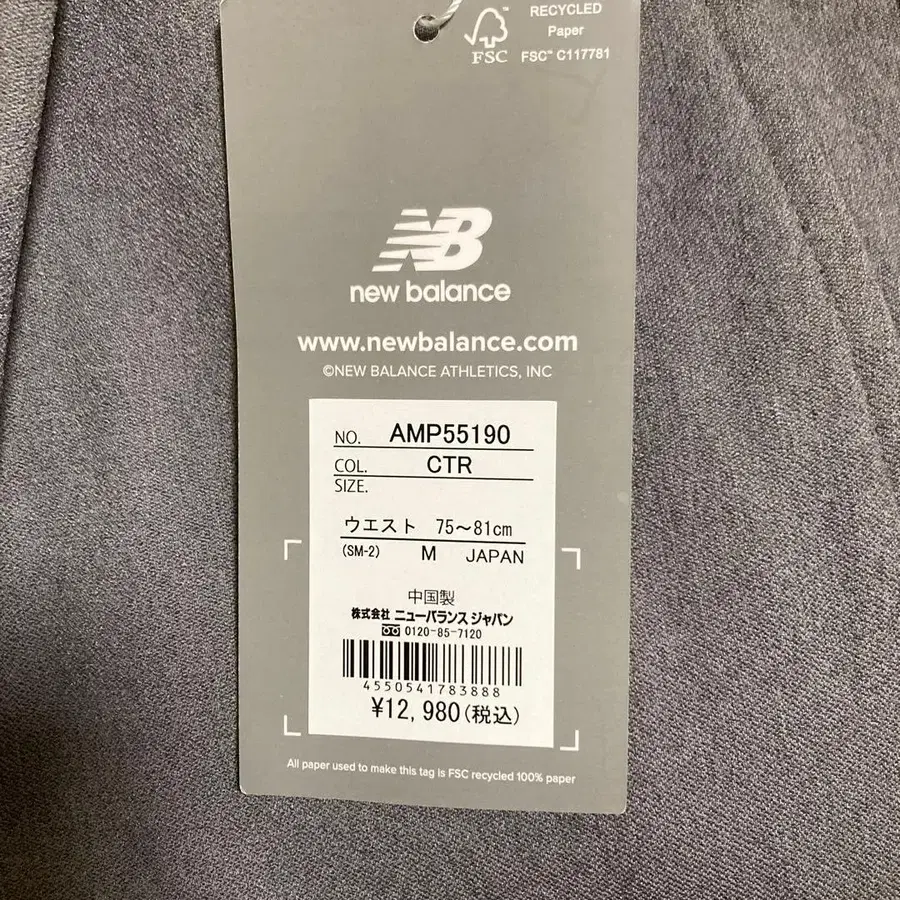 RECYCLED
Paper
FSC™ C117781
FSC
NB
new balance
www.newbalance.com
©NEW BALANCE ATHLETICS, INC
NO. AMP55190
COL. CTR
SIZE.
ウエスト 75～81cm
(SM-2) M JAPAN
中国製
株式会社 ニューバランス ジャパン
0120-85-7120
4550541783888
¥12,980(税込)
All paper used to make this tag is FSC recycled 100% paper